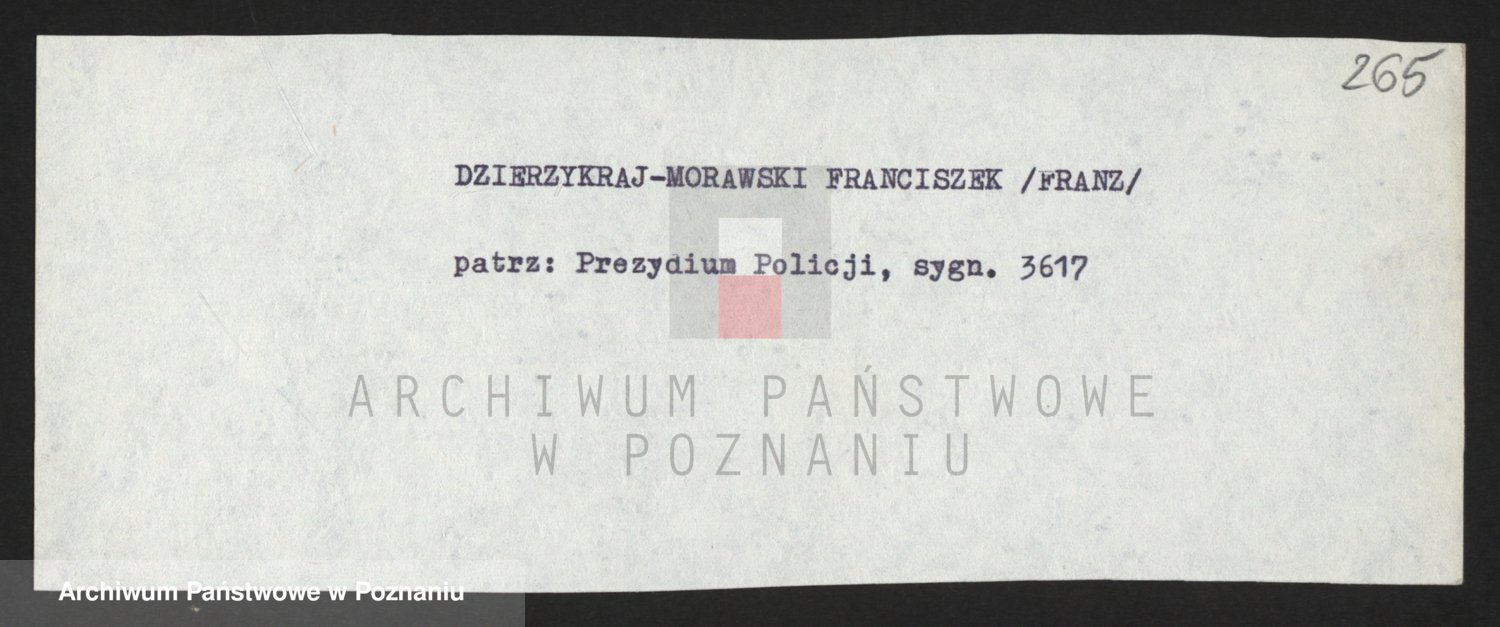 265
DZIERZYKRAJ-MORAWSKI FRANCISZEK /FRANZ/
patrz: Prezydium Policji, sygn. 3617
ARCHIWUM PAŃSTWOWE
W POZNANIU
Archiwum Państwowe w Poznaniu